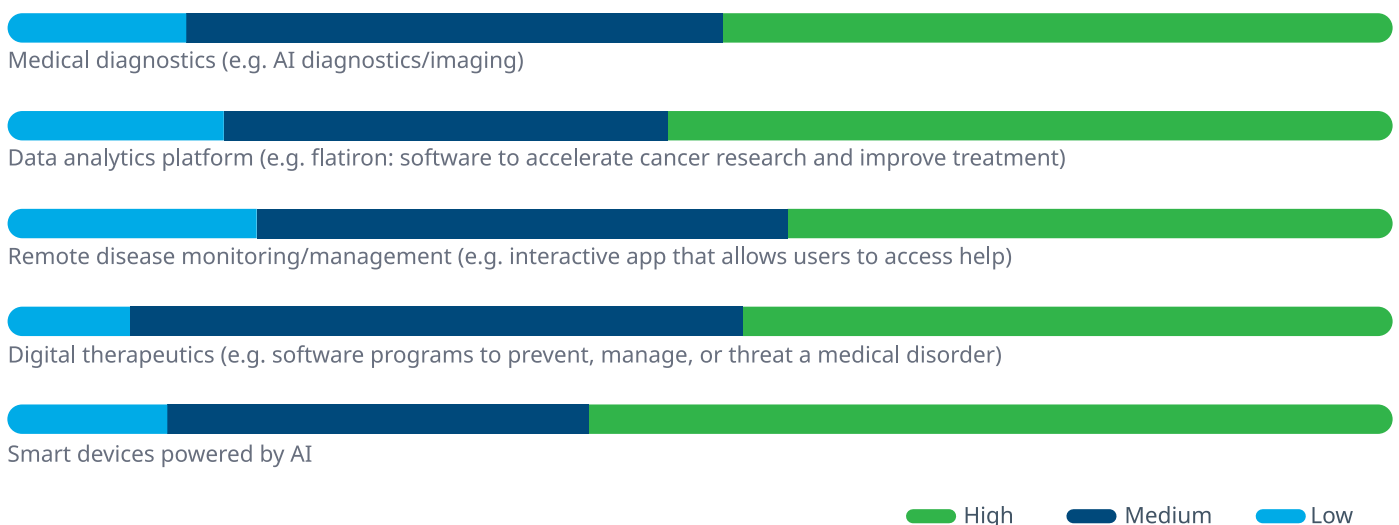 Medical diagnostics (e.g. AI diagnostics/imaging)
Data analytics platform (e.g. flatiron: software to accelerate cancer research and improve treatment)
Remote disease monitoring/management (e.g. interactive app that allows users to access help)
Digital therapeutics (e.g. software programs to prevent, manage, or threat a medical disorder)
Smart devices powered by AI
High Medium Low